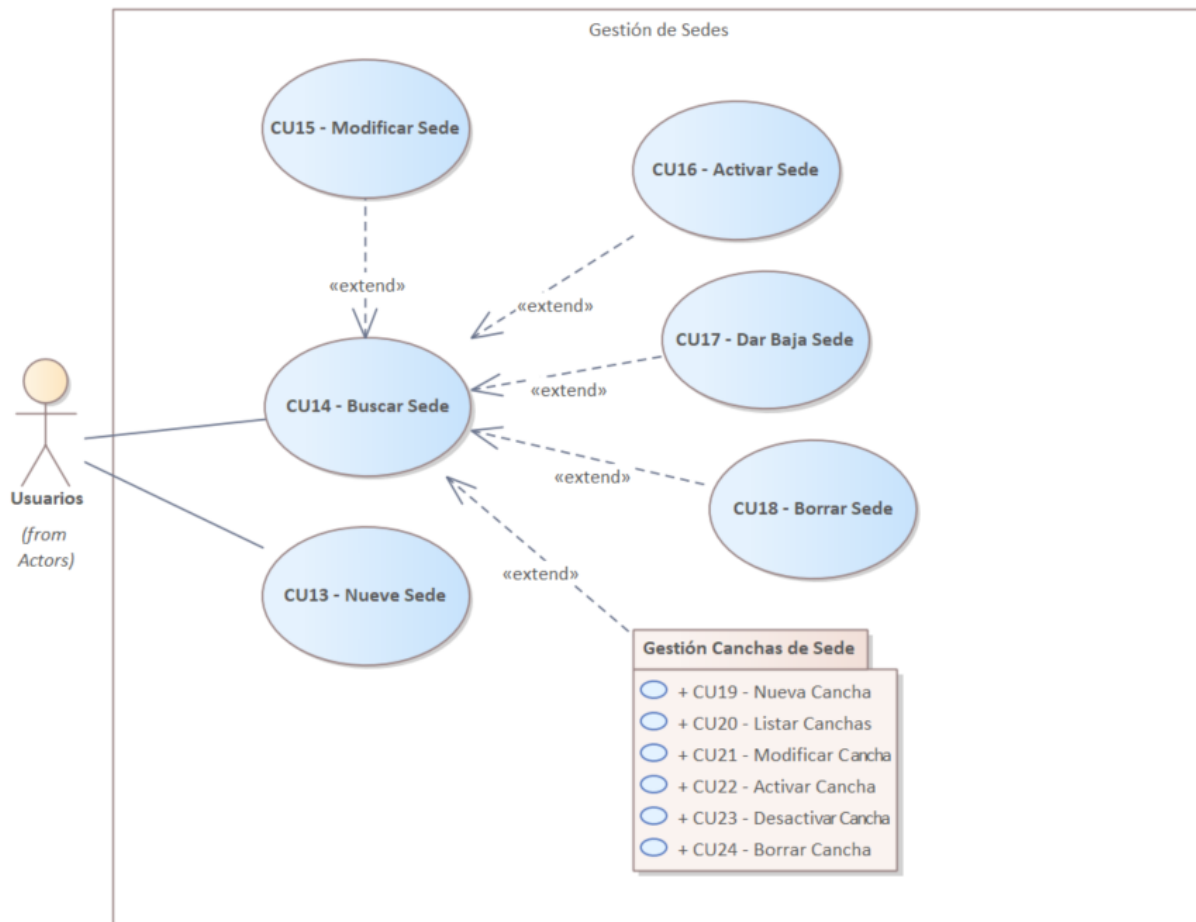 Gestión de Sedes
CU15 - Modificar Sede
CU16 - Activar Sede
«extend»
«extend»
CU17 - Dar Baja Sede
«extend»
CU14 - Buscar Sede
«extend»
CU18 - Borrar Sede
Usuarios
(from
Actors)
«extend»
CU13 - Nueve Sede
Gestión Canchas de Sede
+ CU19 - Nueva Cancha
+ CU20 - Listar Canchas
+ CU21 - Modificar Cancha
+ CU22 - Activar Cancha
+ CU23 - Desactivar Cancha
+ CU24 - Borrar Cancha